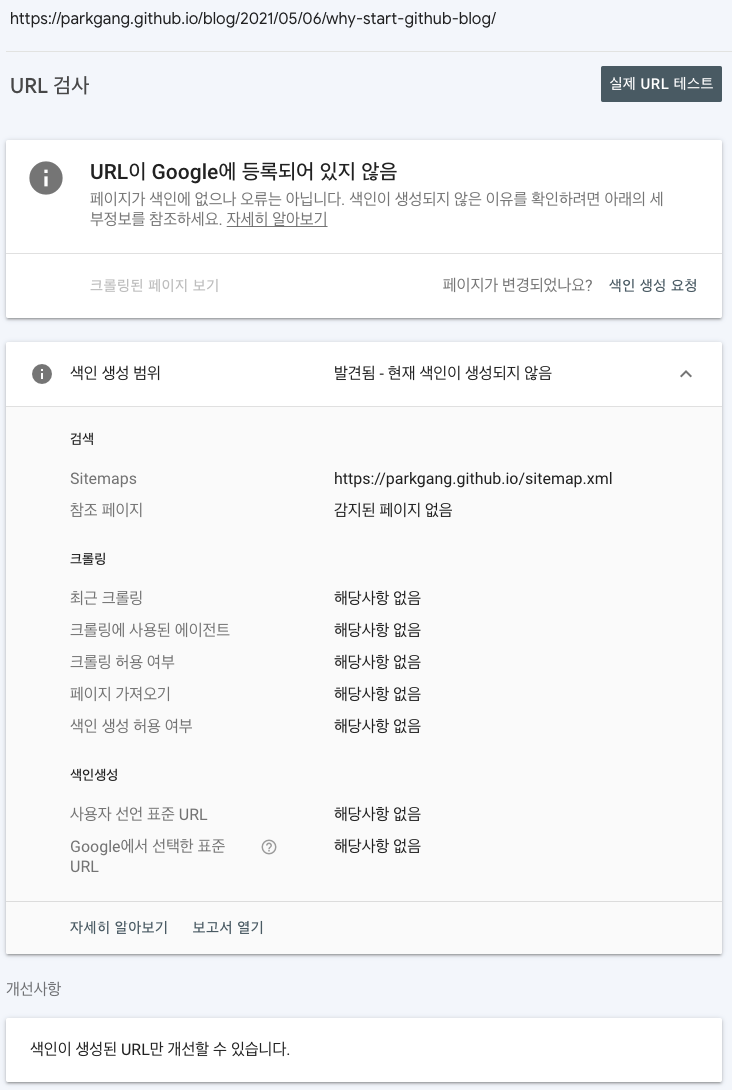 https://parkgang.github.io/blog/2021/05/06/why-start-github-blog/
URL 검사
실제 URL 테스트
URL이 Google에 등록되어 있지 않음
페이지가 색인에 없으나 오류는 아닙니다. 색인이 생성되지 않은 이유를 확인하려면 아래의 세
부정보를 참조하세요. 자세히 알아보기
크롤링된 페이지 보기
페이지가 변경되었나요? 색인 생성 요청
색인 생성 범위
발견됨 - 현재 색인이 생성되지 않음
검색
Sitemaps
https://parkgang.github.io/sitemap.xml
참조 페이지
감지된 페이지 없음
크롤링
최근 크롤링
해당사항 없음
크롤링에 사용된 에이전트
해당사항 없음
크롤링 허용 여부
해당사항 없음
페이지 가져오기
해당사항 없음
색인 생성 허용 여부
해당사항 없음
색인생성
사용자 선언 표준 URL
해당사항 없음
Google에서 선택한 표준
URL
해당사항 없음
자세히 알아보기
보고서 열기
개선사항
색인이 생성된 URL만 개선할 수 있습니다.